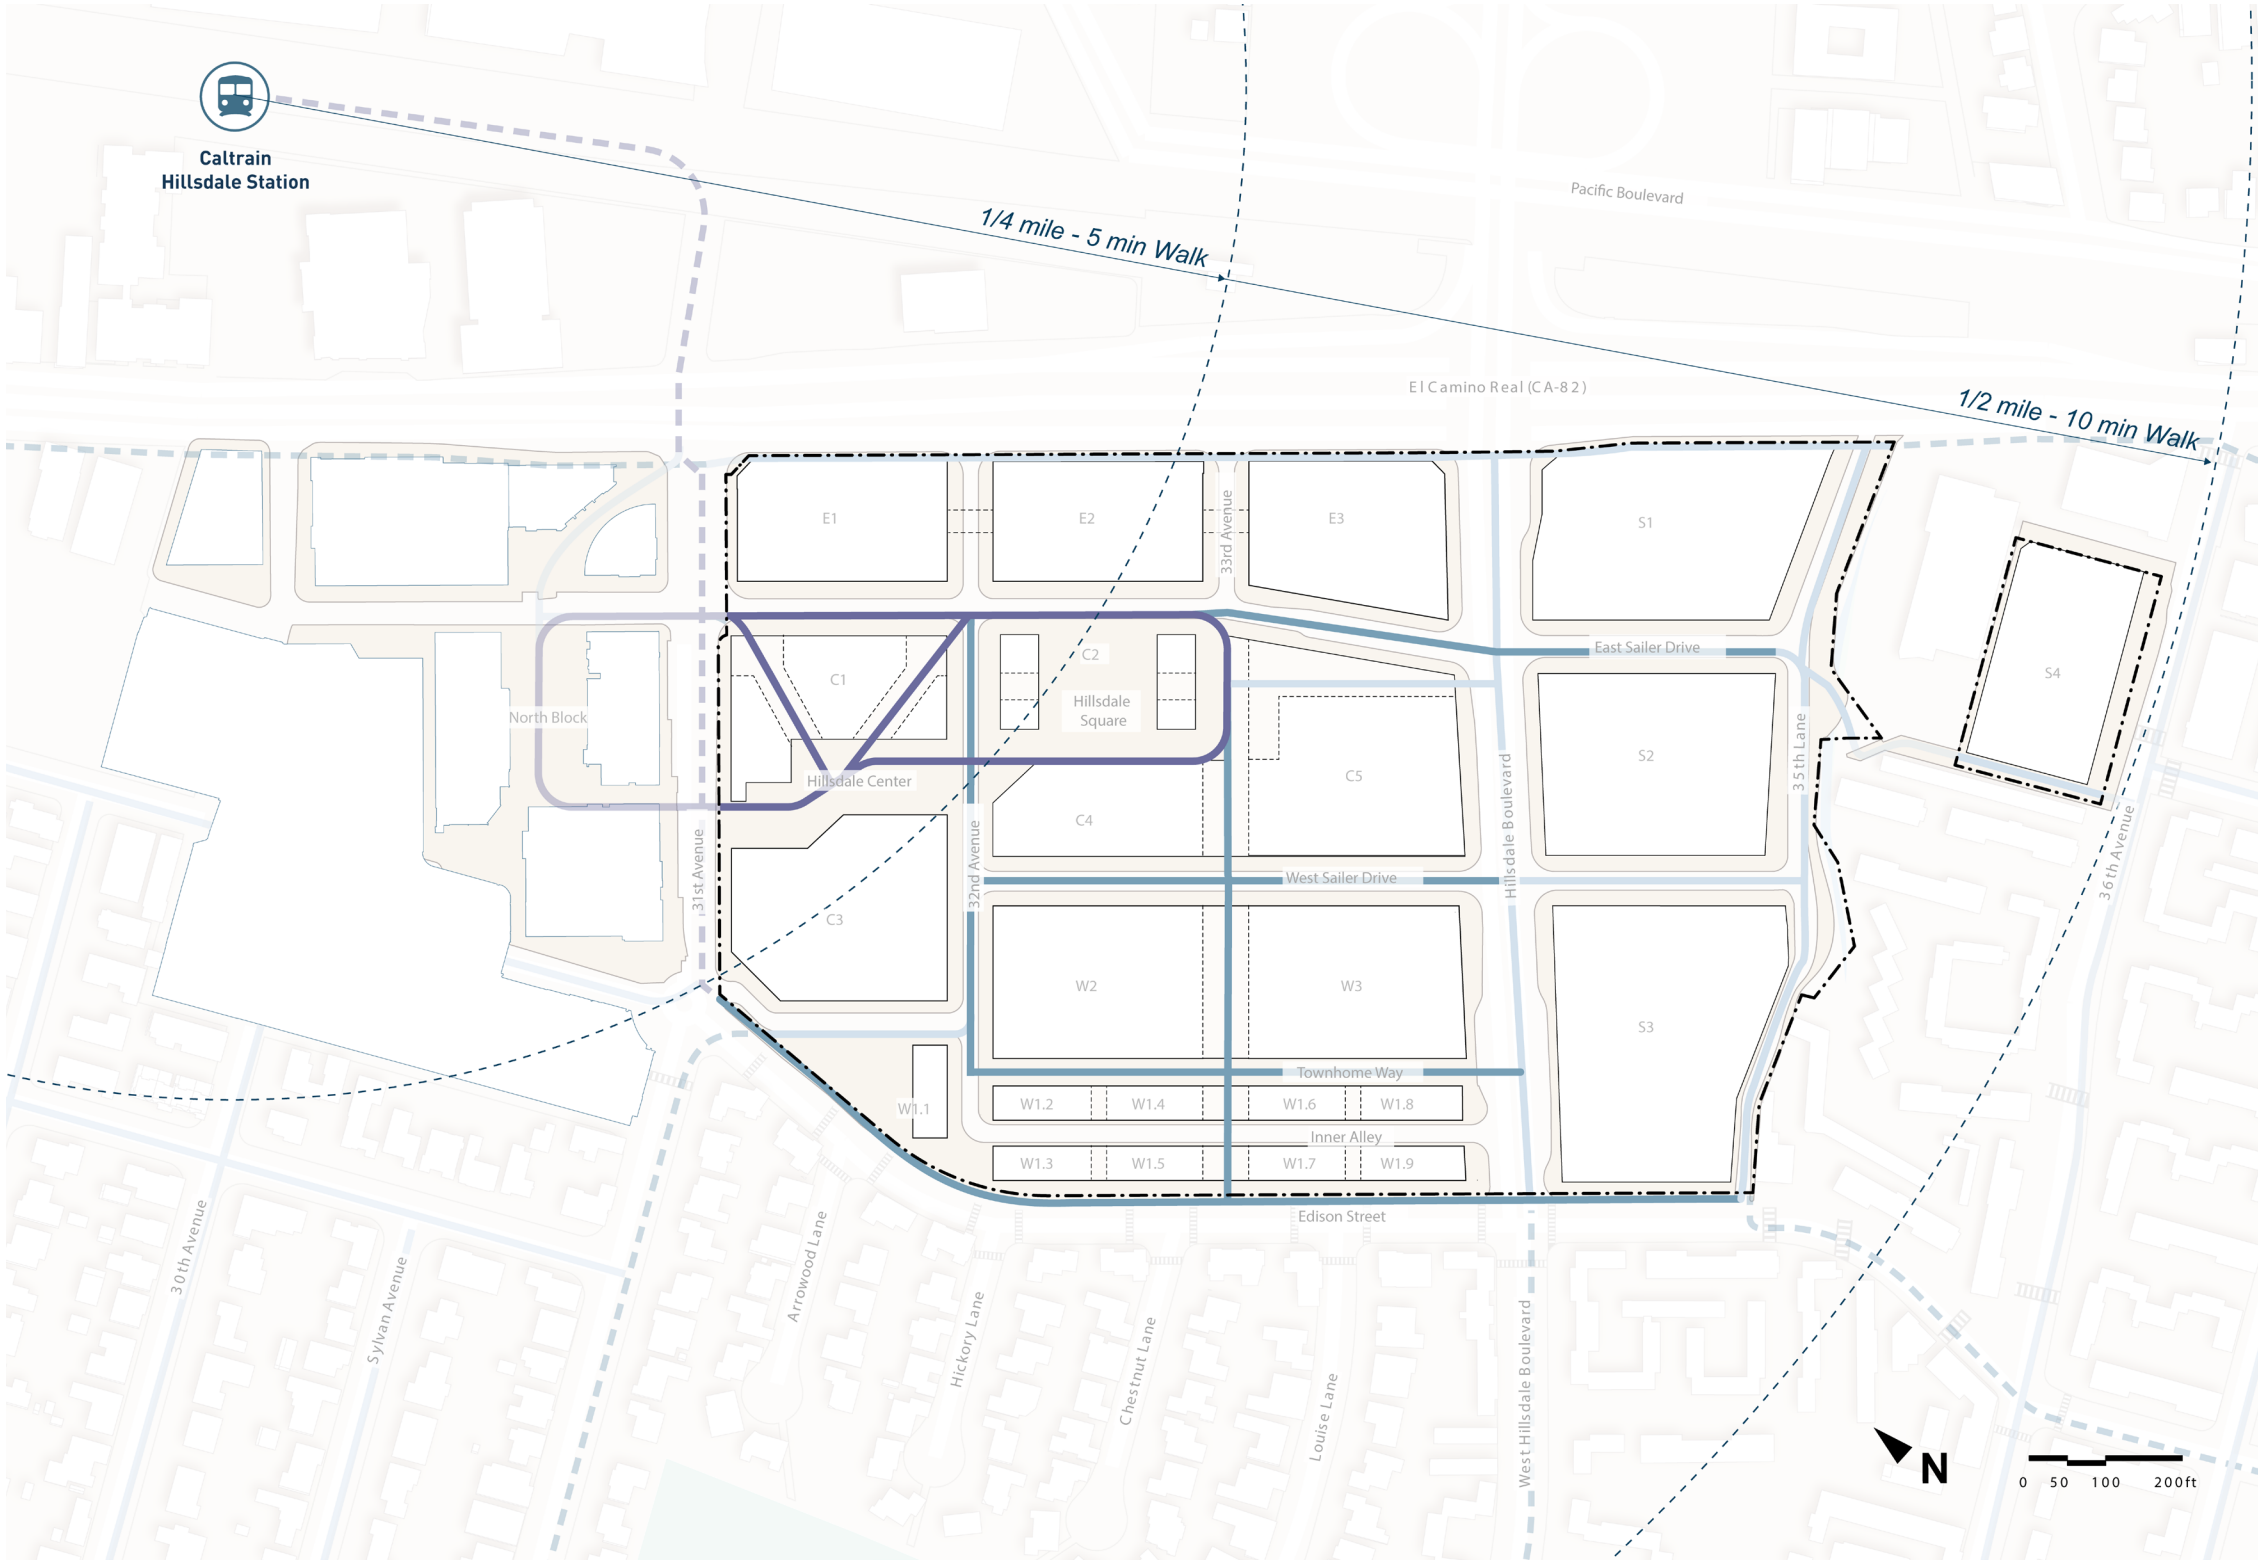 Caltrain
Hillsdale Station
Pacific Boulevard
1/4 mile - 5 min Walk
El Camino Real (CA-82)
1/2 mile - 10 min Walk
E1
E2
33rd Avenue
E3
S1
East Sailer Drive
C2
C1
S4
Hillsdale
Square
North Block
35th Lane
S2
Hillsdale Center
C5
Hillsdale Boulevard
C4
31st Avenue
32nd Avenue
36th Avenue
West Sailer Drive
C3
W2
W3
S3
Townhome Way
W1.1
W1.2
W1.4
W1.6
W1.8
Inner Alley
W1.3
W1.5
W1.7
W1.9
Edison Street
30th Avenue
Sylvan Avenue
Arrowood Lane
Hickory Lane
Chestnut Lane
Louise Lane
West Hillsdale Boulevard
N
0 50 100 200ft